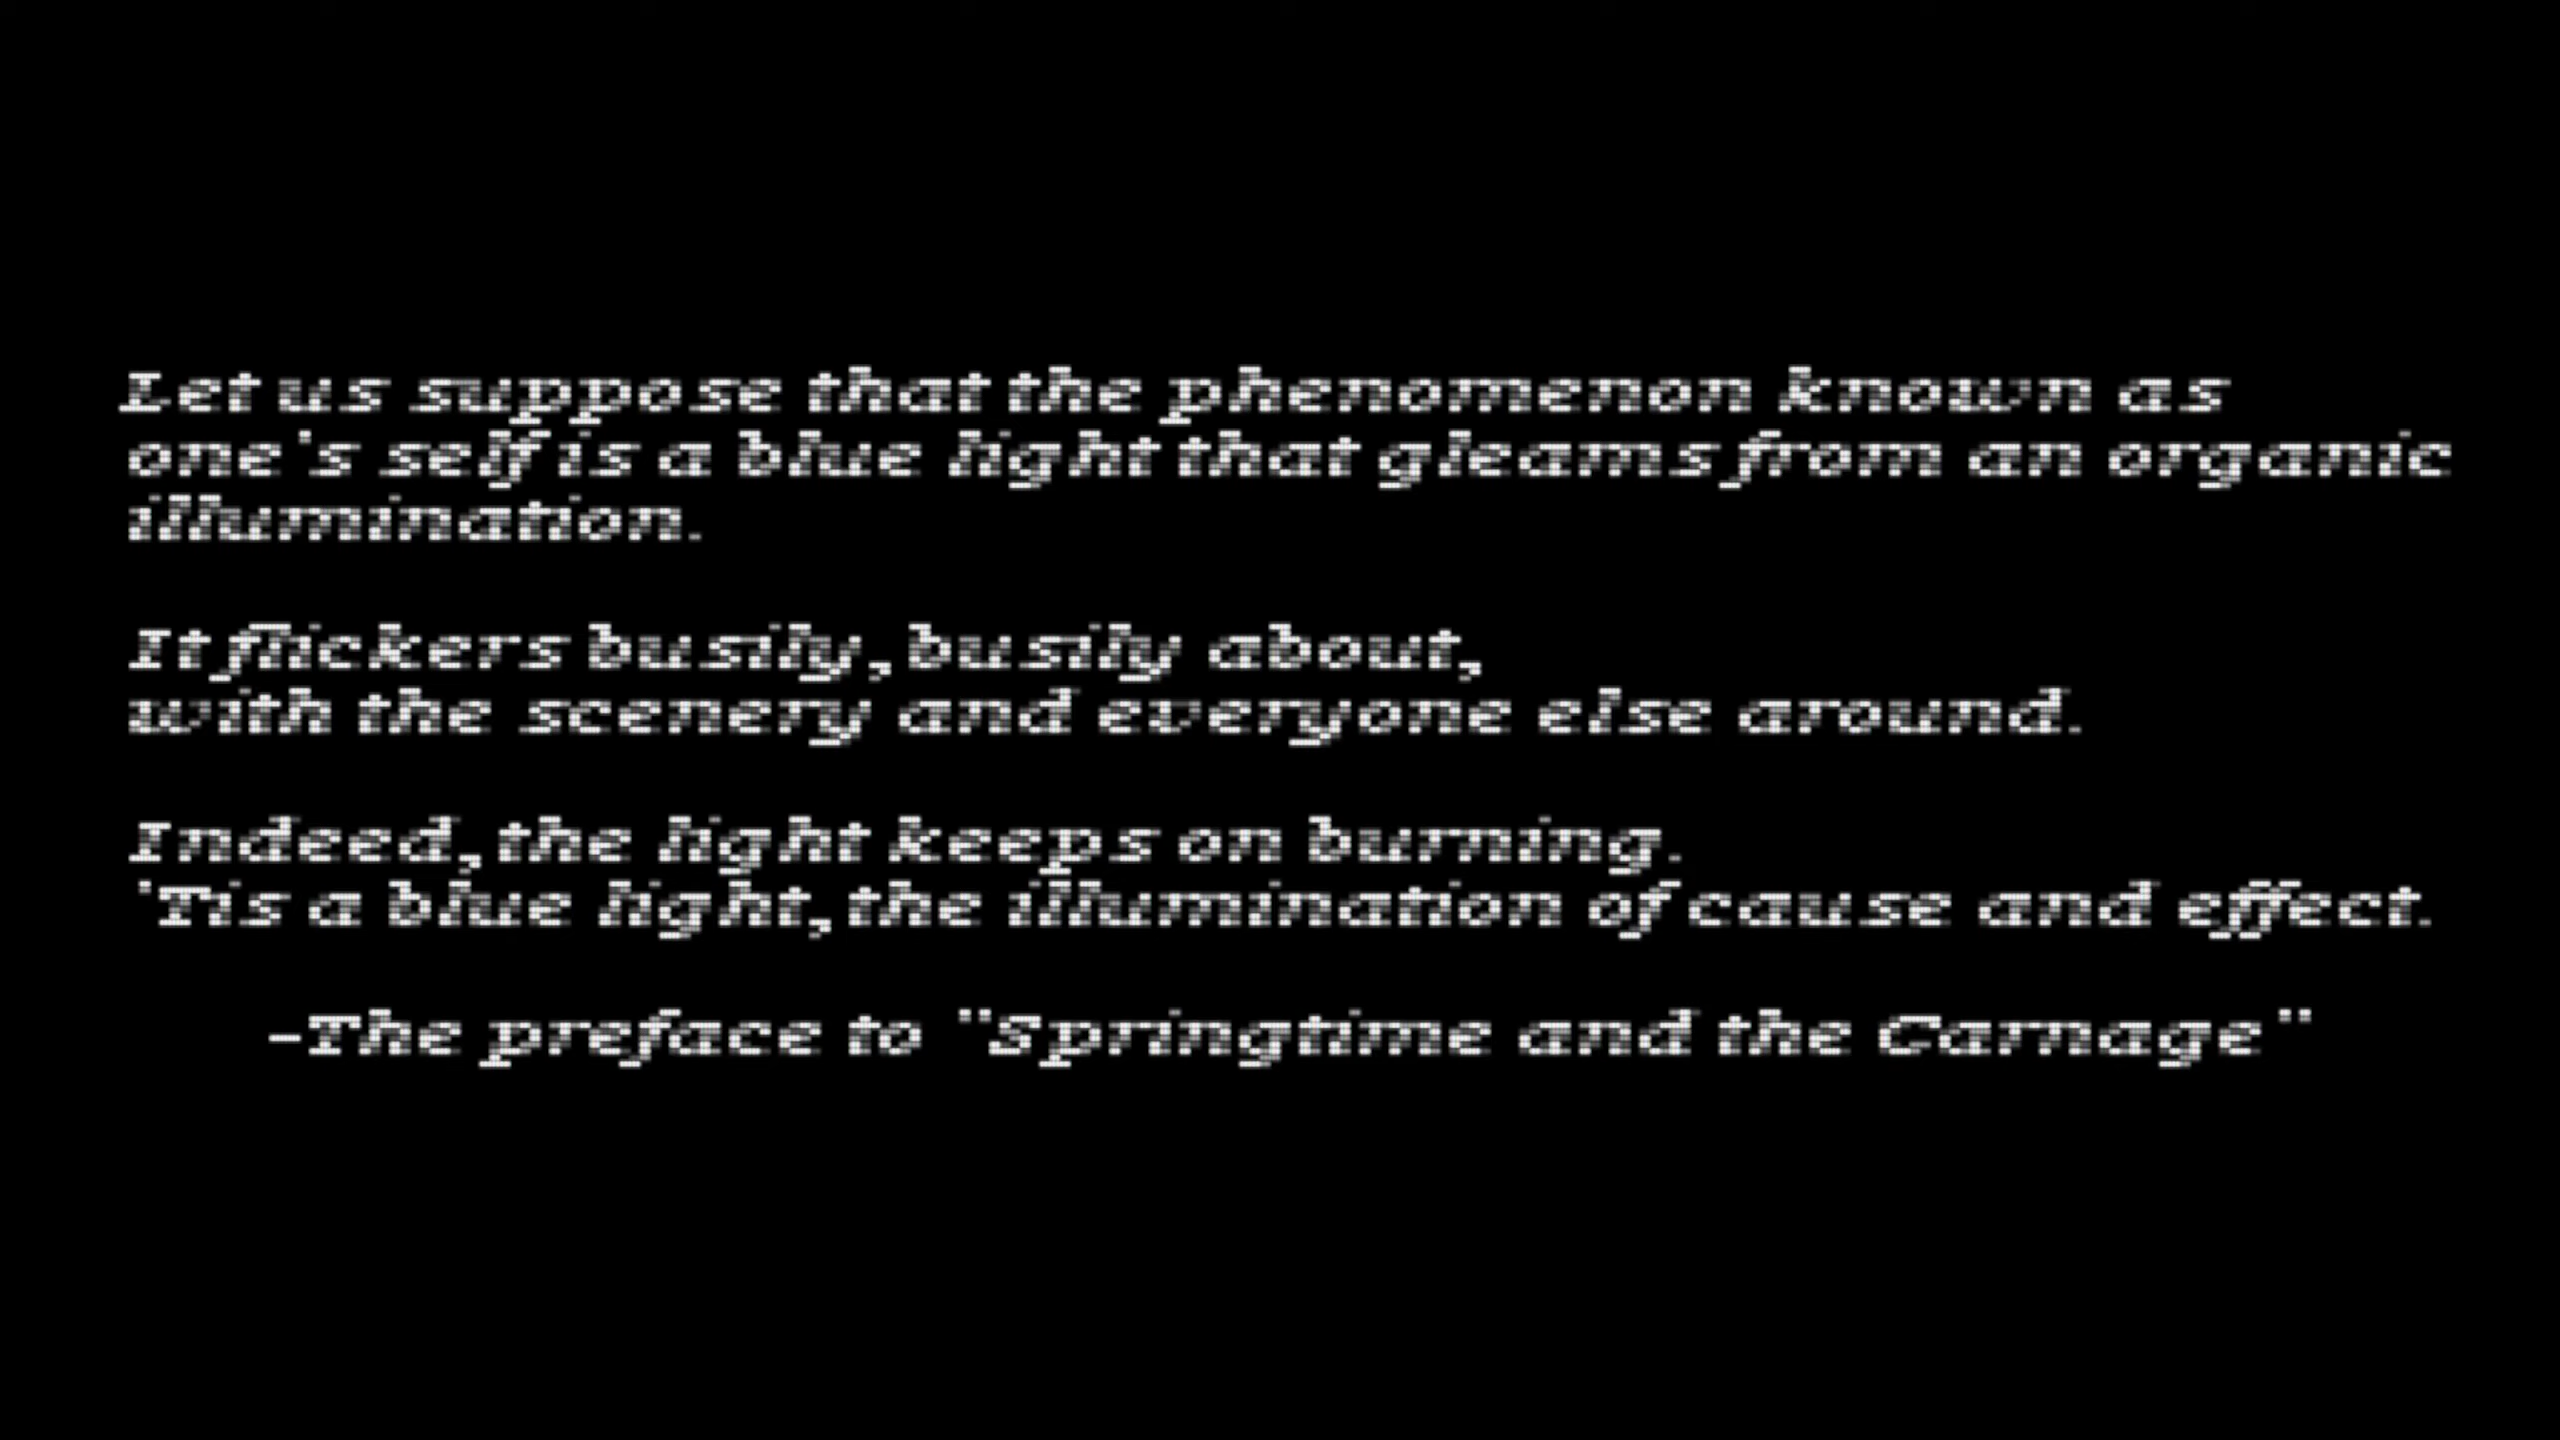 Let us suppose that the phenomenon known as
one's self is a blue light that gleams from an organic
illumination.
It flickers busily, busily about,
with the scenery and everyone else around.
Indeed, the light keeps on burning.
'Tis a blue light, the illumination of cause and effect.
-The preface to "Springtime and the Carnage"